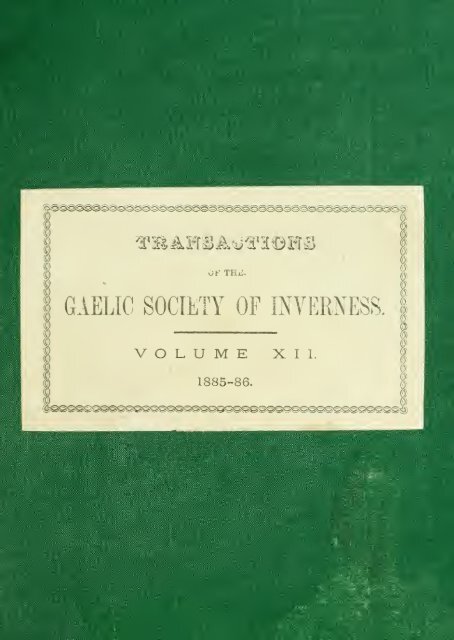 TRANSACTIONS
OF THE
GAELIC SOCIETY OF INVERNESS.
VOLUME XII.
1885-86.